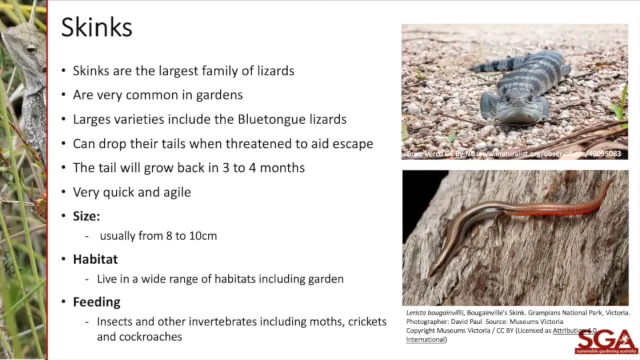 Skinks
• Skinks are the largest family of lizards
• Are very common in gardens
• Larges varieties include the Bluetongue lizards
• Can drop their tails when threatened to aid escape
• The tail will grow back in 3 to 4 months
• Very quick and agile
• Size:
- usually from 8 to 10cm
• Habitat
- Live in a wide range of habitats including garden
• Feeding
- Insects and other invertebrates including moths, crickets
and cockroaches
Lerista bougainvillii, Bougainville's Skink. Grampians National Park, Victoria.
Photographer: David Paul Source: Museums Victoria
Copyright Museums Victoria / CC BY (Licensed as Attribution 4.0
International)
SGA
sustainable gardening australia